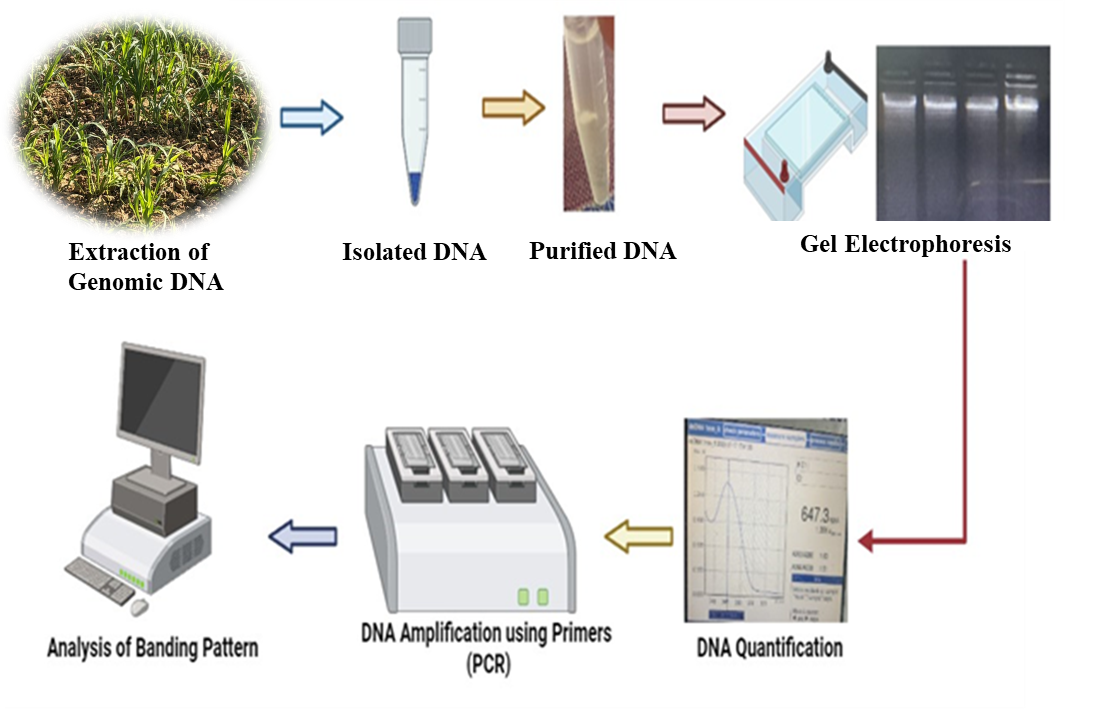 Extraction of
Genomic DNA
Isolated DNA
Purified DNA
Gel Electrophoresis
647.3
Analysis of Banding Pattern
DNA Amplification using Primers
(PCR)
DNA Quantification